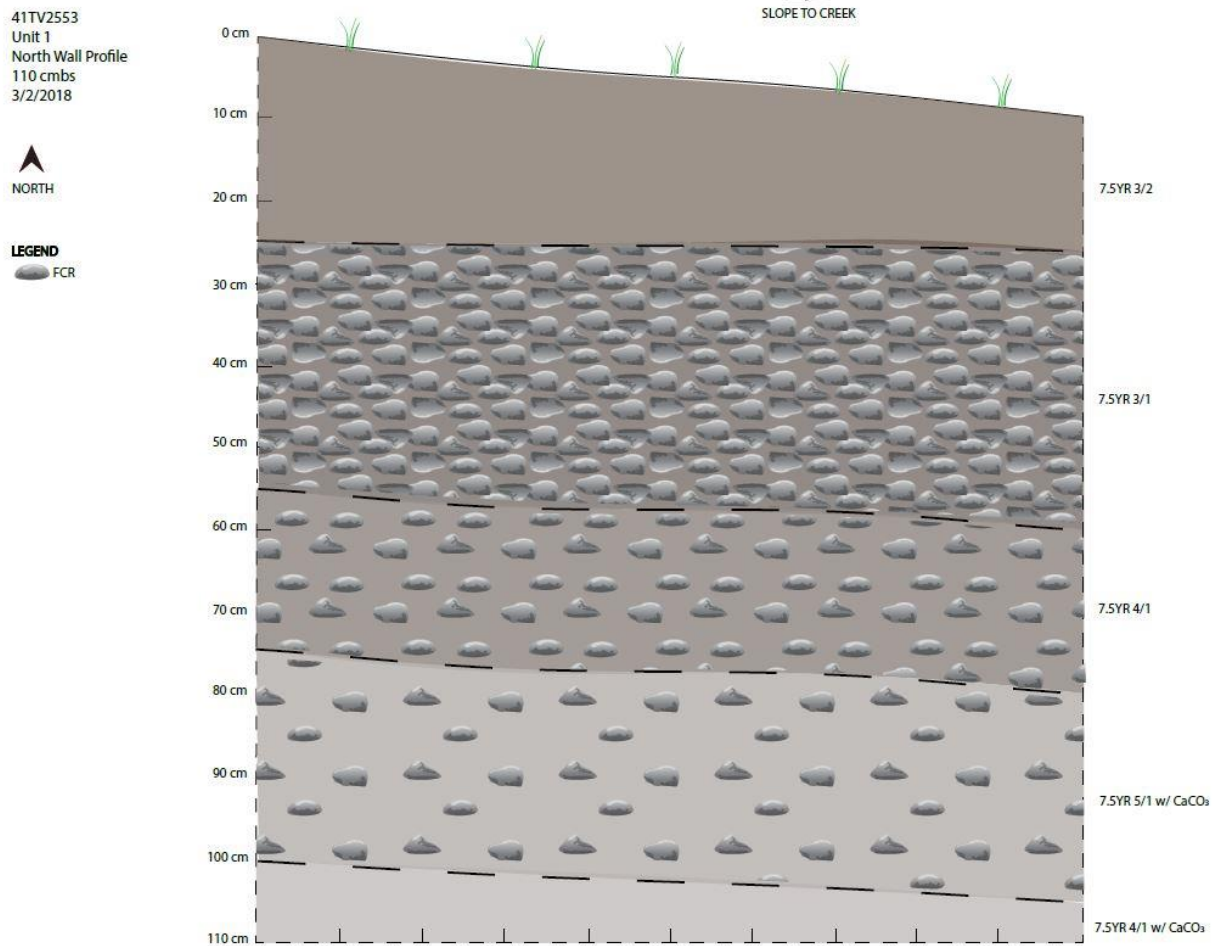 41TV2553
Unit 1
North Wall Profile
110 cmbs
3/2/2018
NORTH
LEGEND
FCR
SLOPE TO CREEK
0 cm
10 cm
20 cm
30 cm
40 cm
50 cm
60 cm
70 cm
80 cm
90 cm
100 cm
110 cm
7.5YR 3/2
7.5YR 3/1
7.5YR 4/1
7.5YR 5/1 w/ CaCO₃
7.5YR 4/1 w/ CaCO₃